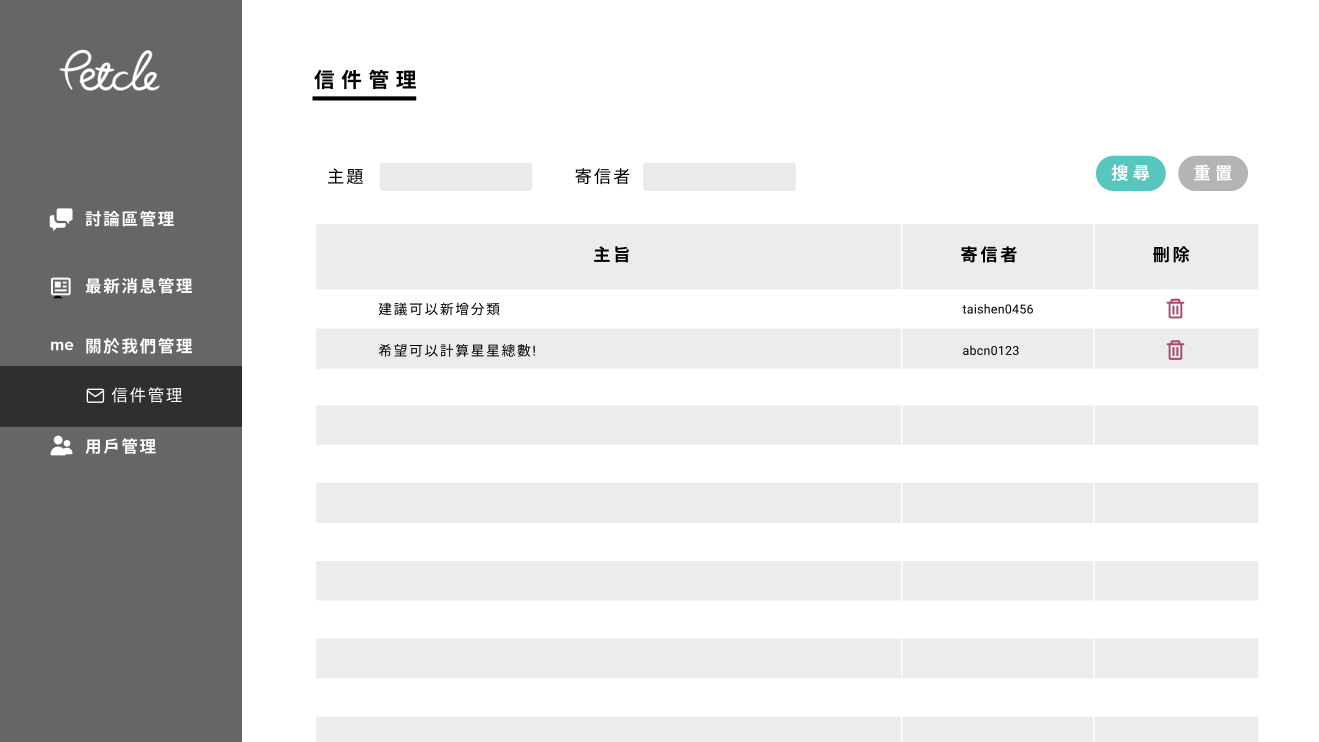 Petcle
討論區管理
最新消息管理
me 關於我們管理
信件管理
用戶管理
信件管理
主題 寄信者 搜尋 重置
主旨 寄信者 刪除
建議可以新增分類 taishen0456
希望可以計算星星總數! abcn0123